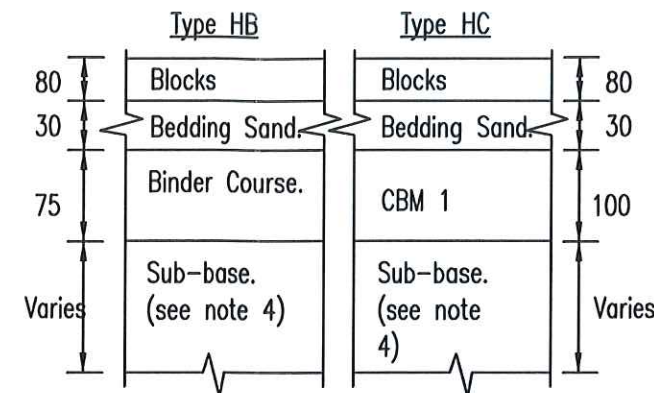 Type HB
Type HC
80 Blocks Blocks 80
30 Bedding Sand. Bedding Sand. 30
Binder Course.
75 CBM 1 100
Sub-base. Sub-base.
Varies (see note 4) (see note Varies
4)